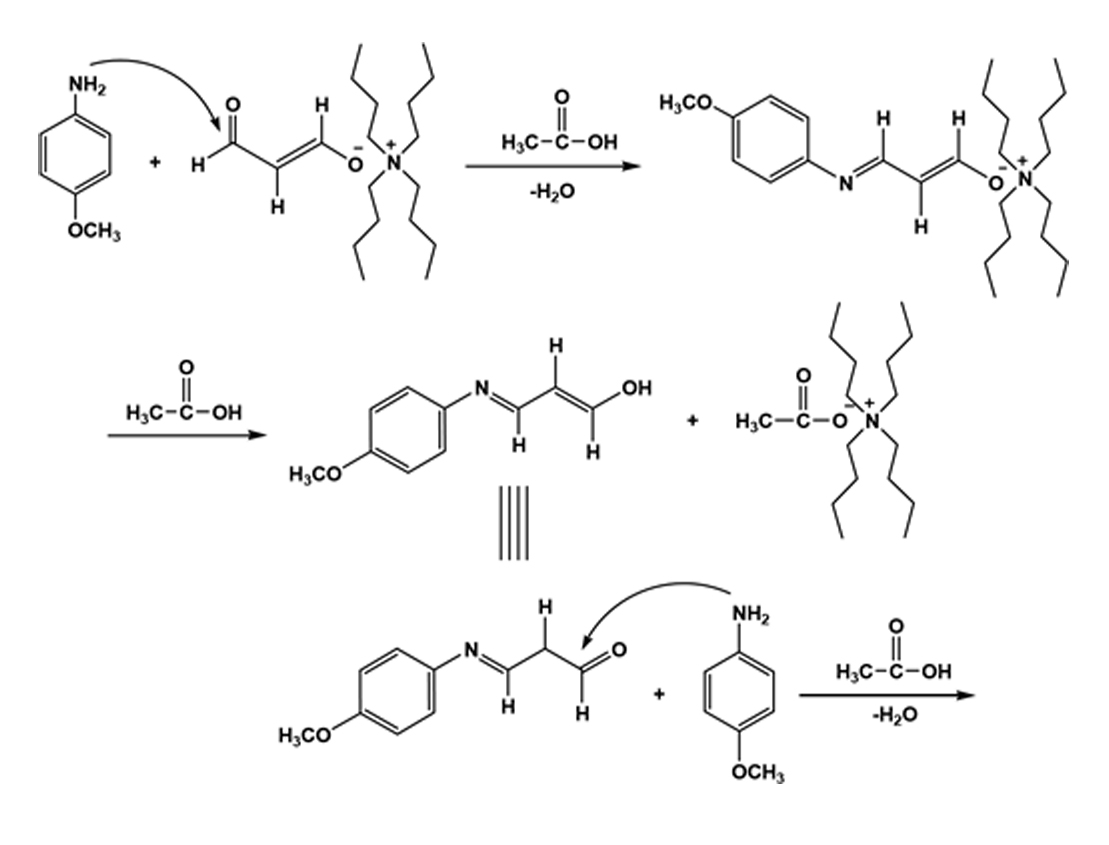 NH₂
OCH₃
+
O
H
H
H
O⁻
N⁺
O
H₃C-C-OH
-H₂O
H₃CO
N
H
H
H
O⁻
N⁺
O
H₃C-C-OH
H₃CO
N
H
H
H
OH
+
O
H₃C-C-O⁻
N⁺
H₃CO
N
H
H
H
O
+
NH₂
OCH₃
O
H₃C-C-OH
-H₂O